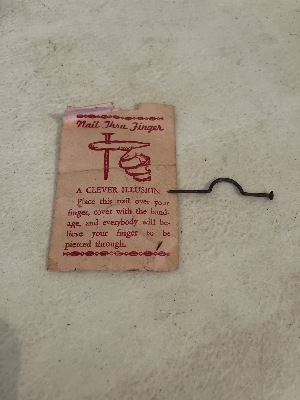 Nail Thru Finger
A CLEVER ILLUSION
Place this nail over your
finger, cover with the band-
age, and everybody will be-
lieve your finger to be
pierced through.